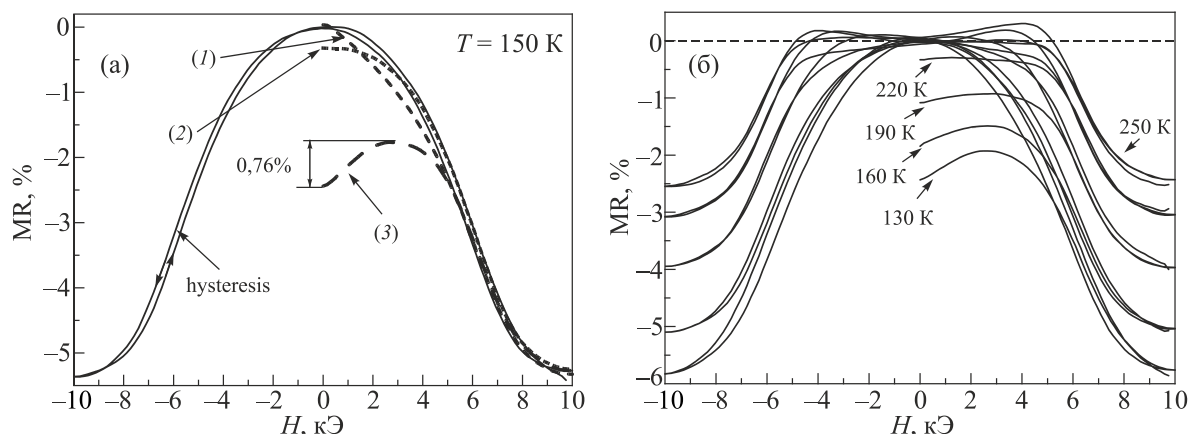 (а)
T = 150 К
(1)
(2)
0,76%
(3)
hysteresis
MR, %
0
–1
–2
–3
–4
–5
–10 –8 –6 –4 –2 0 2 4 6 8 10
H, кЭ
(б)
220 К
190 К
160 К
130 К
250 К
MR, %
0
–1
–2
–3
–4
–5
–6
–10 –8 –6 –4 –2 0 2 4 6 8 10
H, кЭ